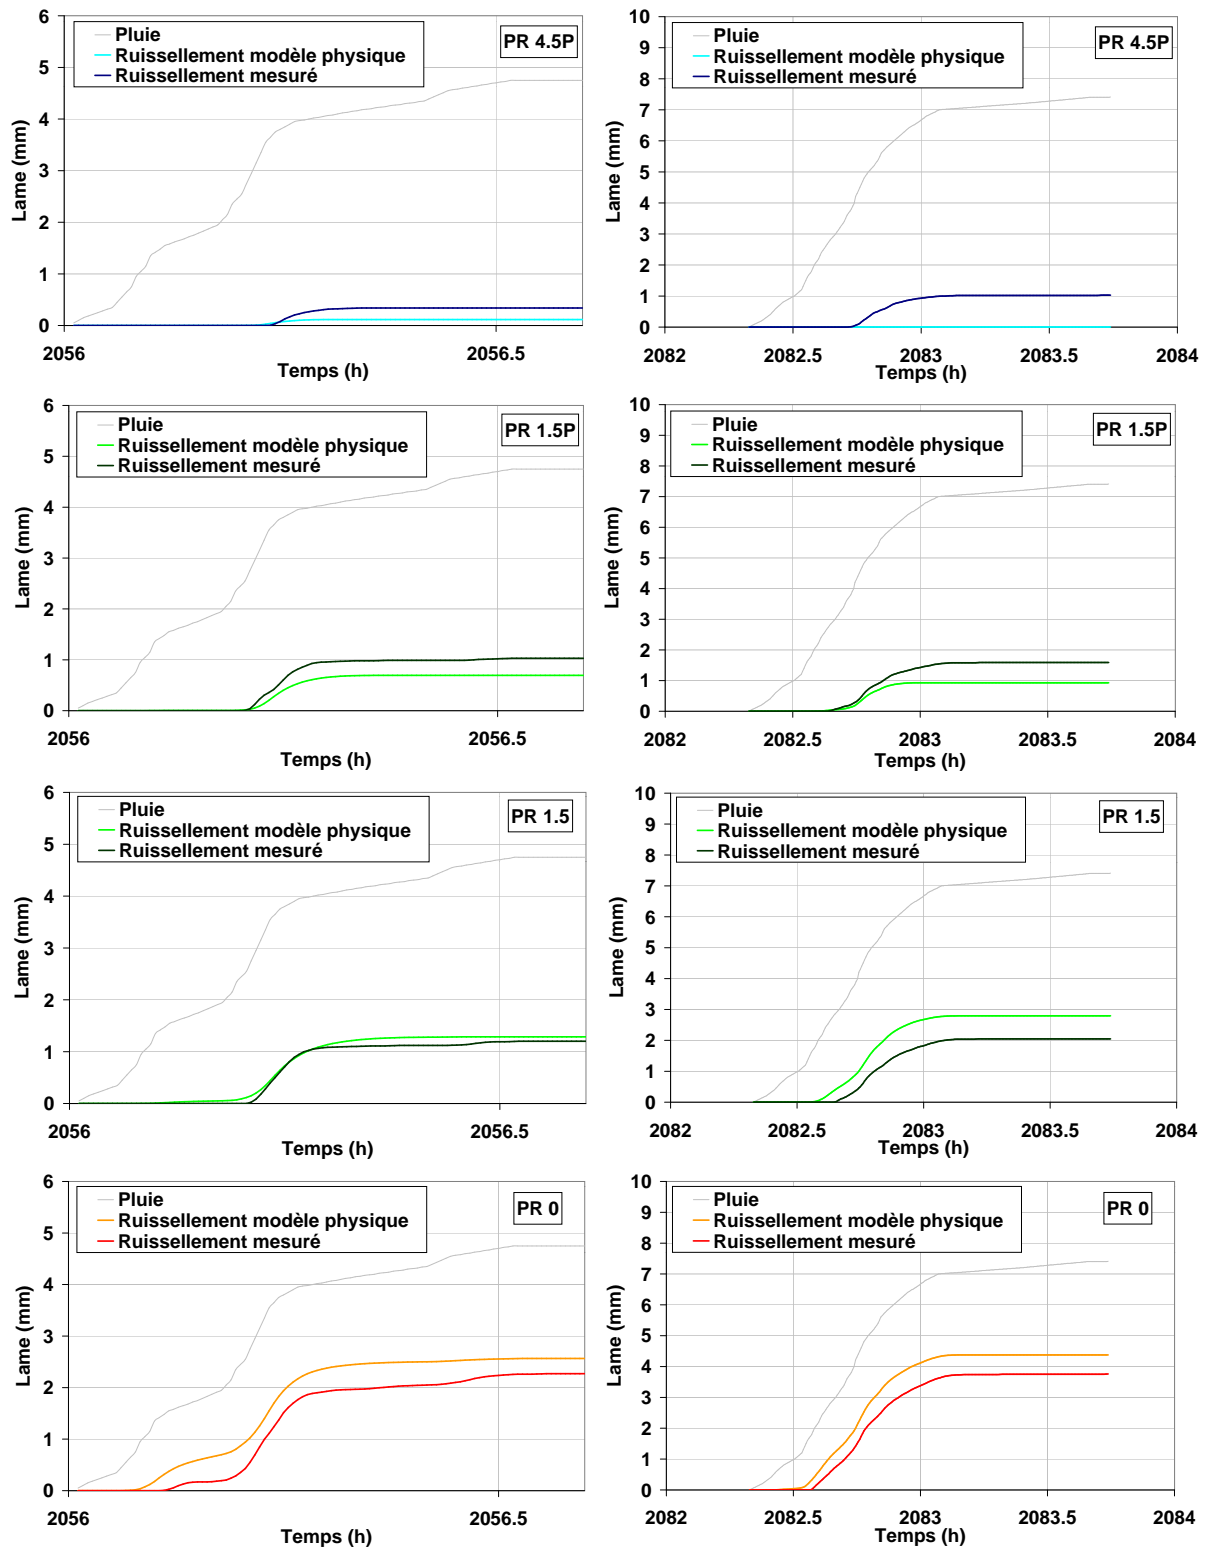 6
5
4
3
2
1
0
Lame (mm)
Pluie
Ruissellement modèle physique
Ruissellement mesuré
PR 4.5P
2056
2056.5
Temps (h)
10
9
8
7
6
5
4
3
2
1
0
Lame (mm)
Pluie
Ruissellement modèle physique
Ruissellement mesuré
PR 4.5P
2082
2082.5
2083
2083.5
2084
Temps (h)
6
5
4
3
2
1
0
Lame (mm)
Pluie
Ruissellement modèle physique
Ruissellement mesuré
PR 1.5P
2056
2056.5
Temps (h)
10
9
8
7
6
5
4
3
2
1
0
Lame (mm)
Pluie
Ruissellement modèle physique
Ruissellement mesuré
PR 1.5P
2082
2082.5
2083
2083.5
2084
Temps (h)
6
5
4
3
2
1
0
Lame (mm)
Pluie
Ruissellement modèle physique
Ruissellement mesuré
PR 1.5
2056
2056.5
Temps (h)
10
9
8
7
6
5
4
3
2
1
0
Lame (mm)
Pluie
Ruissellement modèle physique
Ruissellement mesuré
PR 1.5
2082
2082.5
2083
2083.5
2084
Temps (h)
6
5
4
3
2
1
0
Lame (mm)
Pluie
Ruissellement modèle physique
Ruissellement mesuré
PR 0
2056
2056.5
Temps (h)
10
9
8
7
6
5
4
3
2
1
0
Lame (mm)
Pluie
Ruissellement modèle physique
Ruissellement mesuré
PR 0
2082
2082.5
2083
2083.5
2084
Temps (h)